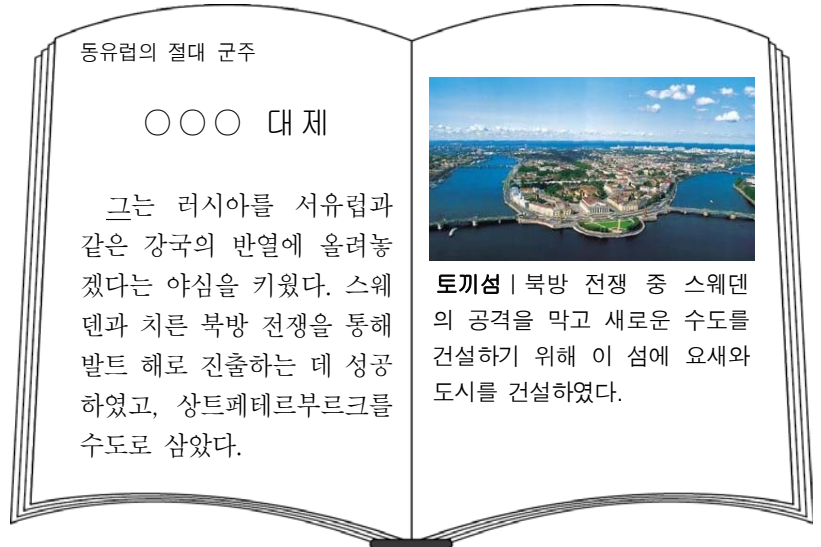 동유럽의 절대 군주
○○○ 대제
그는 러시아를 서유럽과
같은 강국의 반열에 올려놓
겠다는 야심을 키웠다. 스웨
덴과 치른 북방 전쟁을 통해
발트 해로 진출하는 데 성공
하였고, 상트페테르부르크를
수도로 삼았다.
토끼섬 | 북방 전쟁 중 스웨덴
의 공격을 막고 새로운 수도를
건설하기 위해 이 섬에 요새와
도시를 건설하였다.